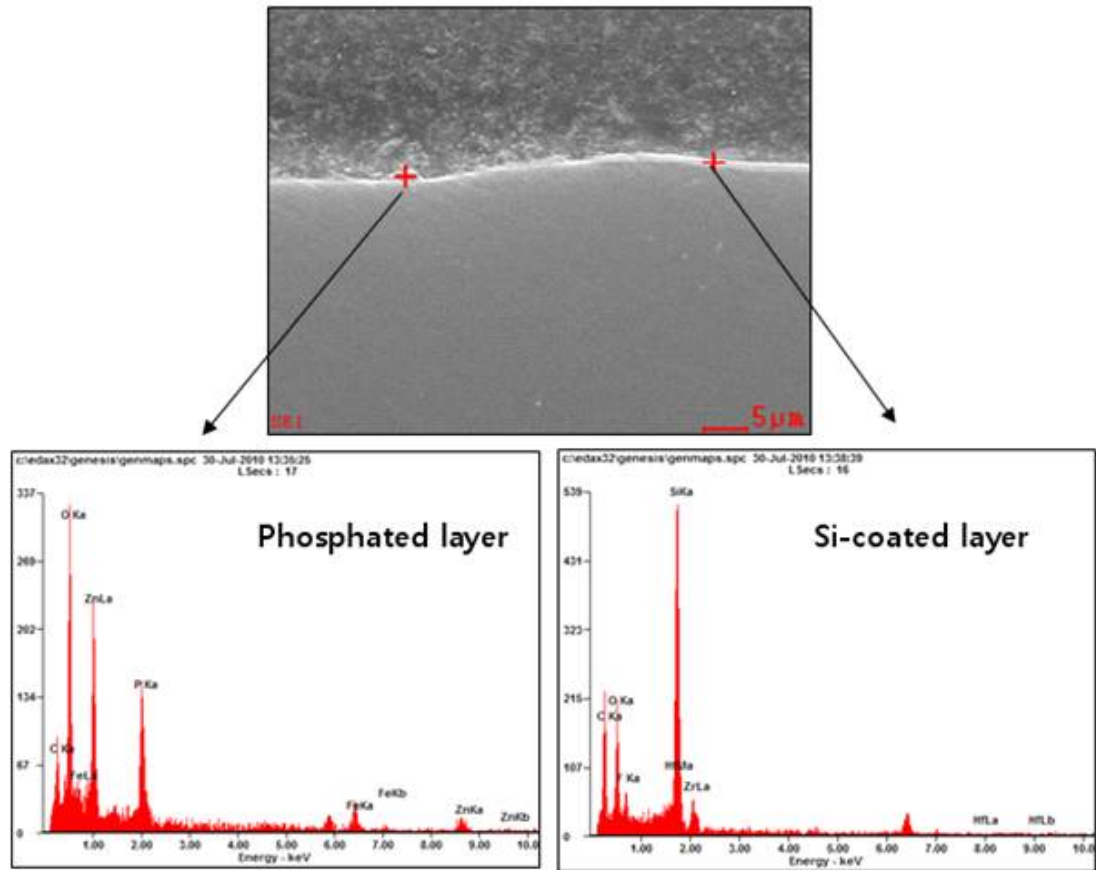 SEI
5μm
c:\edax32\genesis\genmaps.spc 30-Jul-2010 13:36:25
LSecs : 17
337
O Ka
Phosphated layer
269
ZnLa
202
P Ka
134
C Ka
67
FeLa
FeKb
FeKa
ZnKa
ZnKb
0
1.00 2.00 3.00 4.00 5.00 6.00 7.00 8.00 9.00 10.0
Energy - keV
c:\edax32\genesis\genmaps.spc 30-Jul-2010 13:38:39
LSecs : 16
539
SiKa
Si-coated layer
431
323
215
O Ka
C Ka
107
HfMa
F Ka
ZrLa
HfLa
HfLb
0
1.00 2.00 3.00 4.00 5.00 6.00 7.00 8.00 9.00 10.0
Energy - keV